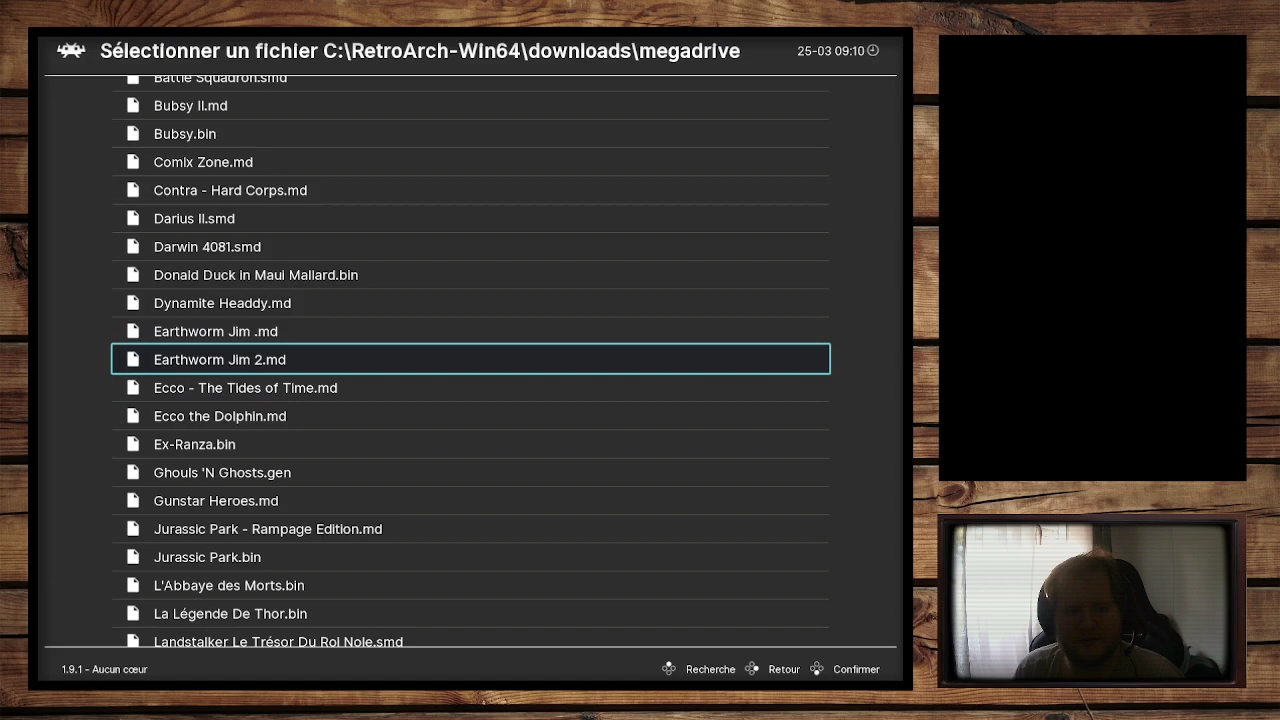 Sélectionner un fichier C:\RetroArch-Win64\downloads\megadrive
25-03 09:10
Battle Squadron.smd
Bubsy II.md
Bubsy.bin
Comix Zone.md
Contra - Hard Corps.md
Darius II.smd
Darwin 4081.smd
Donald Duck in Maui Mallard.bin
Dynamite Headdy.md
Earthworm Jim .md
Earthworm Jim 2.md
Ecco - The Tides of Time.md
Ecco the Dolphin.md
Ex-Ranza.bin
Ghouls N Ghosts.gen
Gunstar Heroes.md
Jurassic Park - Rampage Edition.md
Jurassic Park.bin
L'Abbaye Des Morts.bin
La Légende De Thor.bin
Landstalker Le Trésor Du Roi Nole.smd
1.9.1 - Aucun cœur
Recherche
Retour
Confirmer